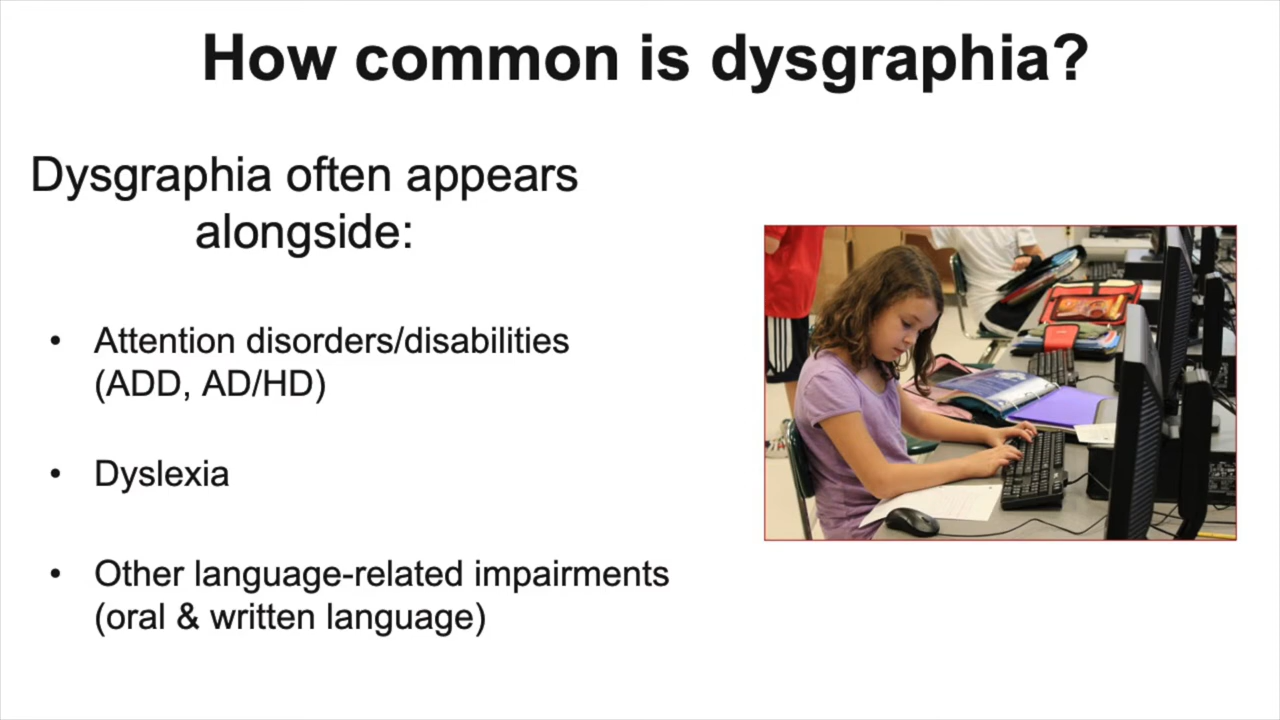 How common is dysgraphia?
Dysgraphia often appears
alongside:
• Attention disorders/disabilities
(ADD, AD/HD)
• Dyslexia
• Other language-related impairments
(oral & written language)